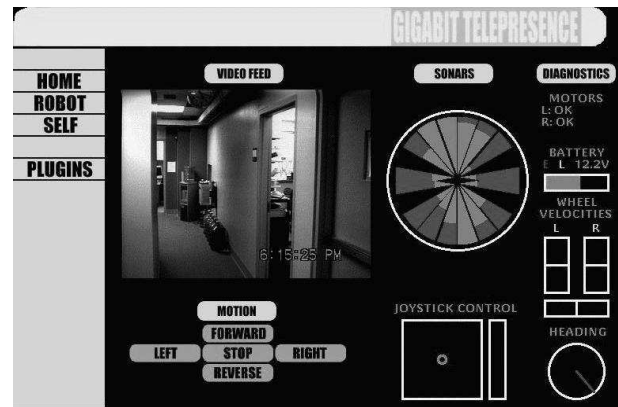 GIGABIT TELEPRESENCE
HOME
ROBOT
SELF
PLUGINS
VIDEO FEED
6:15:25 PM
MOTION
FORWARD
LEFT STOP RIGHT
REVERSE
SONARS
JOYSTICK CONTROL
DIAGNOSTICS
MOTORS
L: OK
R: OK
BATTERY
E L 12.2V
WHEEL
VELOCITIES
L R
HEADING